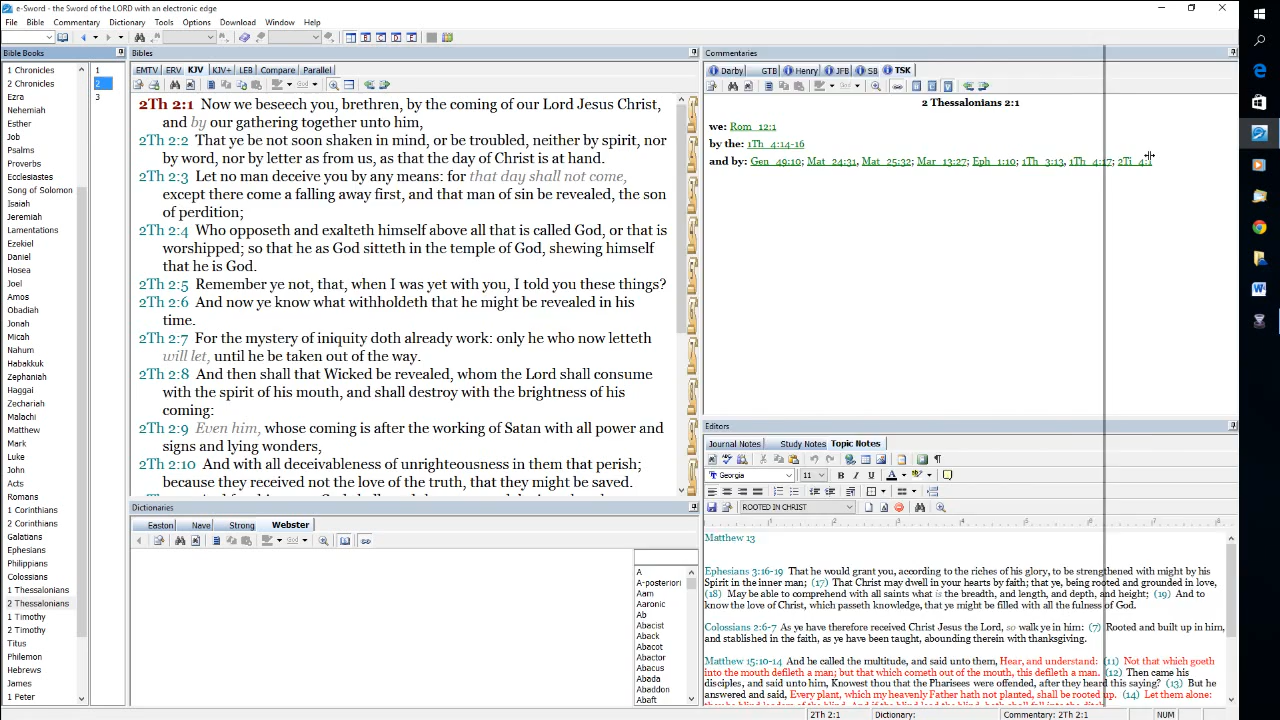 e-Sword - the Sword of the LORD with an electronic edge
File Bible Commentary Dictionary Tools Options Download Window Help
Bible Books
1 Chronicles
2 Chronicles
Ezra
Nehemiah
Esther
Job
Psalms
Proverbs
Ecclesiastes
Song of Solomon
Isaiah
Jeremiah
Lamentations
Ezekiel
Daniel
Hosea
Joel
Amos
Obadiah
Jonah
Micah
Nahum
Habakkuk
Zephaniah
Haggai
Zechariah
Malachi
Matthew
Mark
Luke
John
Acts
Romans
1 Corinthians
2 Corinthians
Galatians
Ephesians
Philippians
Colossians
1 Thessalonians
2 Thessalonians
1 Timothy
2 Timothy
Titus
Philemon
Hebrews
James
1 Peter
1
2
3
Bibles
EMTV ERV KJV KJV+ LEB Compare Parallel
2Th 2:1 Now we beseech you, brethren, by the coming of our Lord Jesus Christ,
and by our gathering together unto him,
2Th 2:2 That ye be not soon shaken in mind, or be troubled, neither by spirit, nor
by word, nor by letter as from us, as that the day of Christ is at hand.
2Th 2:3 Let no man deceive you by any means: for that day shall not come,
except there come a falling away first, and that man of sin be revealed, the son
of perdition;
2Th 2:4 Who opposeth and exalteth himself above all that is called God, or that is
worshipped; so that he as God sitteth in the temple of God, shewing himself
that he is God.
2Th 2:5 Remember ye not, that, when I was yet with you, I told you these things?
2Th 2:6 And now ye know what withholdeth that he might be revealed in his
time.
2Th 2:7 For the mystery of iniquity doth already work: only he who now letteth
will let, until he be taken out of the way.
2Th 2:8 And then shall that Wicked be revealed, whom the Lord shall consume
with the spirit of his mouth, and shall destroy with the brightness of his
coming:
2Th 2:9 Even him, whose coming is after the working of Satan with all power and
signs and lying wonders,
2Th 2:10 And with all deceivableness of unrighteousness in them that perish;
because they received not the love of the truth, that they might be saved.
Dictionaries
Easton Nave Strong Webster
A
A-posteriori
Aam
Aaronic
Ab
Abacist
Aback
Abacot
Abactor
Abacus
Abada
Abaddon
Abaft
Commentaries
Darby GTB Henry JFB SB TSK
2 Thessalonians 2:1
we: Rom_12:1
by the: 1Th_4:14-16
and by: Gen_49:10; Mat_24:31, Mat_25:32; Mar_13:27; Eph_1:10; 1Th_3:13, 1Th_4:17; 2Ti_4:1
Editors
Journal Notes Study Notes Topic Notes
Georgia 11 A B I U
ROOTED IN CHRIST
1 2 3 4 5 6 7 8
Matthew 13
Ephesians 3:16-19 That he would grant you, according to the riches of his glory, to be strengthened with might by his
Spirit in the inner man; (17) That Christ may dwell in your hearts by faith; that ye, being rooted and grounded in love,
(18) May be able to comprehend with all saints what is the breadth, and length, and depth, and height; (19) And to
know the love of Christ, which passeth knowledge, that ye might be filled with all the fulness of God.
Colossians 2:6-7 As ye have therefore received Christ Jesus the Lord, so walk ye in him: (7) Rooted and built up in him,
and stablished in the faith, as ye have been taught, abounding therein with thanksgiving.
Matthew 15:10-14 And he called the multitude, and said unto them, Hear, and understand: (11) Not that which goeth
into the mouth defileth a man; but that which cometh out of the mouth, this defileth a man. (12) Then came his
disciples, and said unto him, Knowest thou that the Pharisees were offended, after they heard this saying? (13) But he
answered and said, Every plant, which my heavenly Father hath not planted, shall be rooted up. (14) Let them alone:
2Th 2:1 Dictionary: Commentary: 2Th 2:1 NUM